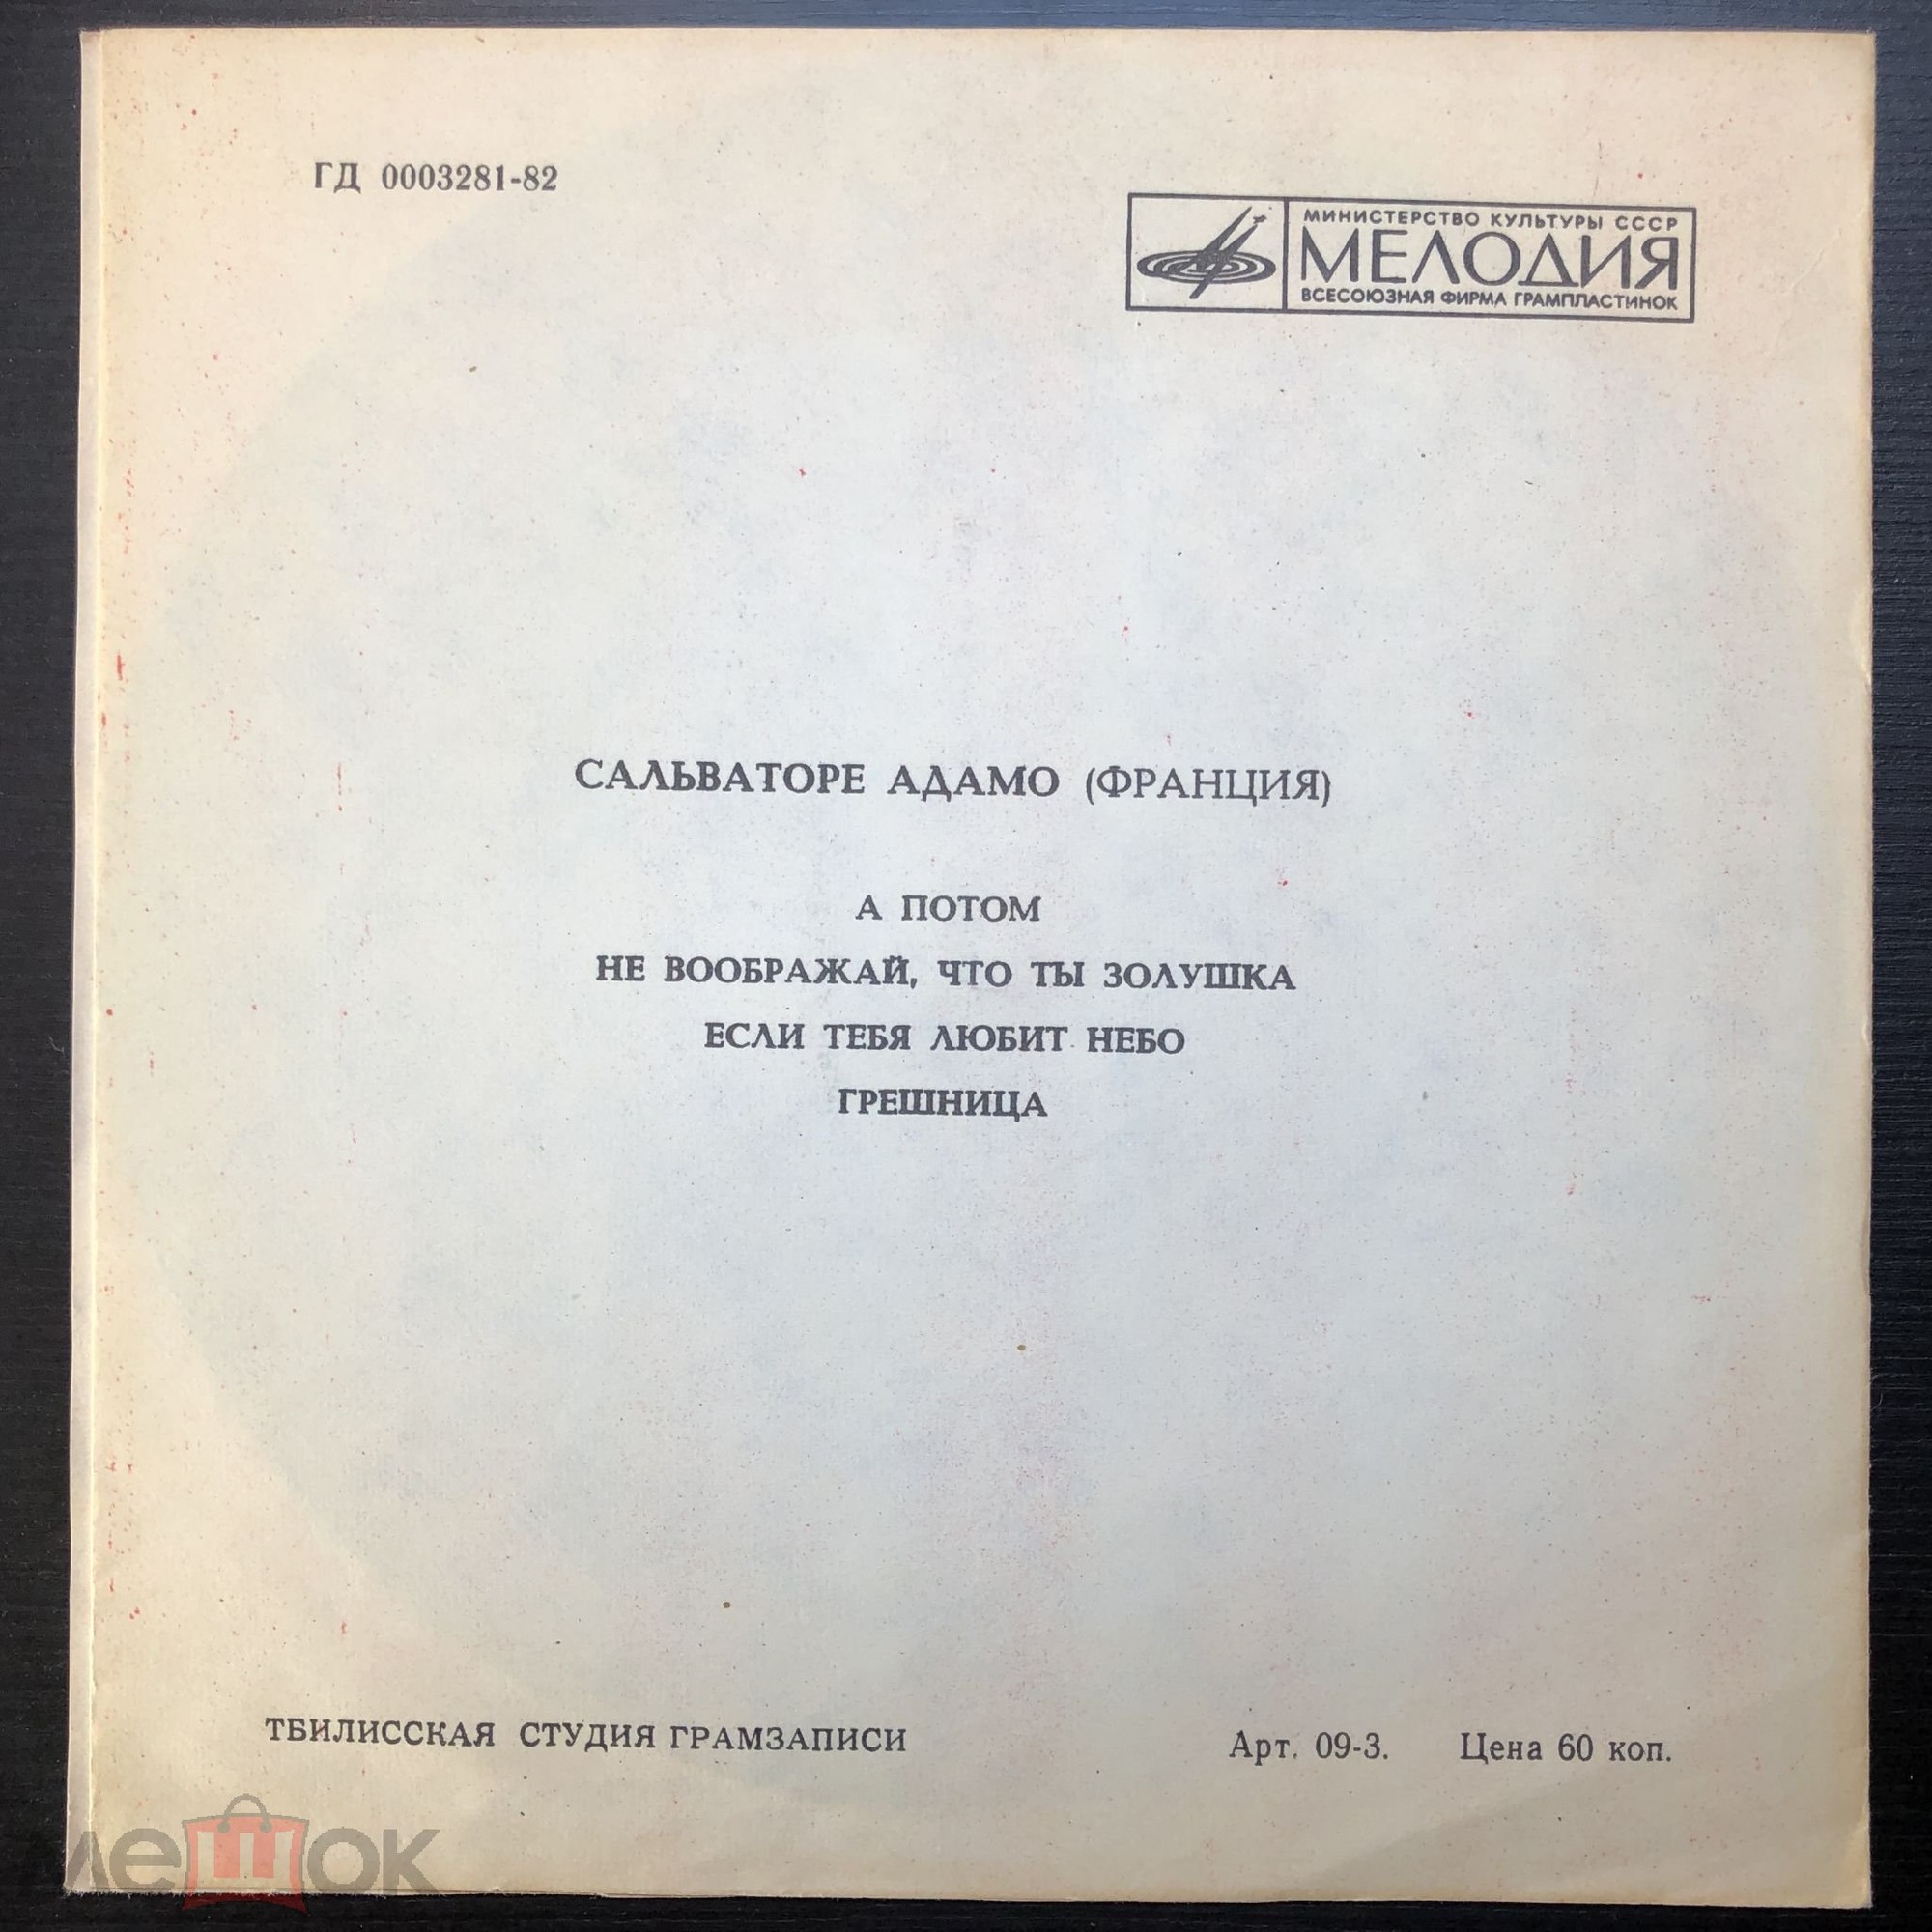 ГД 0003281-82
МИНИСТЕРСТВО КУЛЬТУРЫ СССР
МЕЛОДИЯ
ВСЕСОЮЗНАЯ ФИРМА ГРАМПЛАСТИНОК
САЛЬВАТОРЕ АДАМО (ФРАНЦИЯ)
А ПОТОМ
НЕ ВООБРАЖАЙ, ЧТО ТЫ ЗОЛУШКА
ЕСЛИ ТЕБЯ ЛЮБИТ НЕБО
ГРЕШНИЦА
ТБИЛИССКАЯ СТУДИЯ ГРАМЗАПИСИ
Арт. 09-3. Цена 60 коп.
мешок